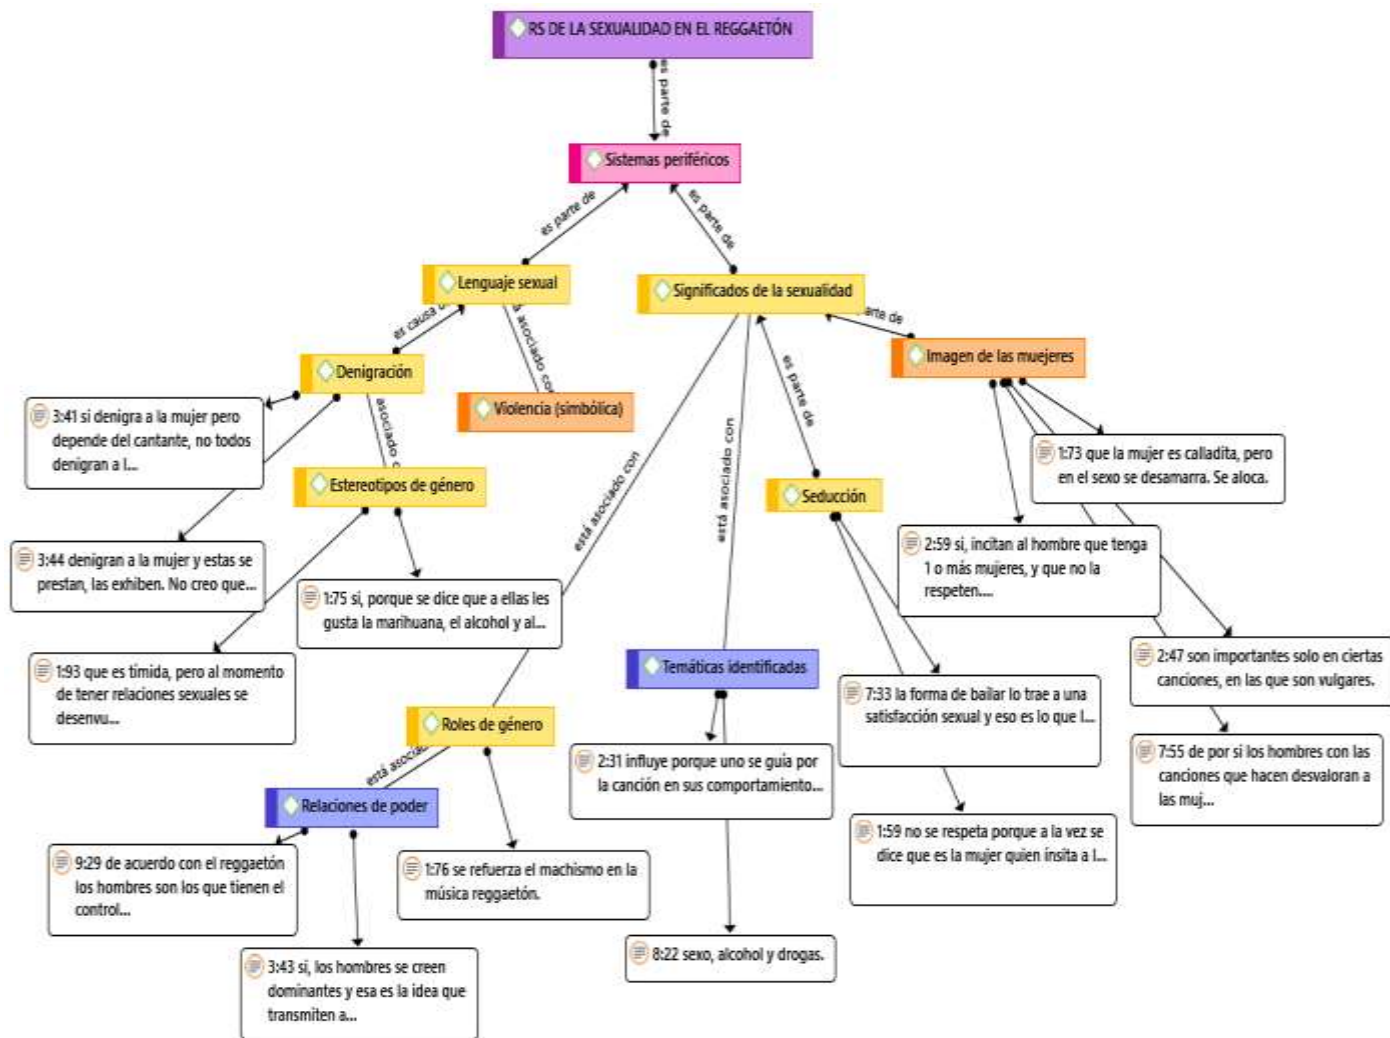 RS DE LA SEXUALIDAD EN EL REGGAETÓN
es parte de
Sistemas periféricos
es parte de
es parte de
Lenguaje sexual
Significados de la sexualidad
es causa
asociado
parte de
Imagen de las muejeres
Denigración
Violencia (simbólica)
es parte de
3:41 si denigra a la mujer pero
depende del cantante, no todos
denigran a l...
asociado
está asociado con
está asociado con
1:73 que la mujer es calladita, pero
en el sexo se desamarra. Se aloca.
Estereotipos de género
Seducción
3:44 denigran a la mujer y estas se
prestan, las exhiben. No creo que...
2:59 si, incitan al hombre que tenga
1 o más mujeres, y que no la
respeten....
1:75 sí, porque se dice que a ellas les
gusta la marihuana, el alcohol y al...
1:93 que es tímida, pero al momento
de tener relaciones sexuales se
desenvu...
Temáticas identificadas
2:47 son importantes solo en ciertas
canciones, en las que son vulgares.
7:33 la forma de bailar lo trae a una
satisfacción sexual y eso es lo que l...
Roles de género
está asociad
2:31 influye porque uno se guia por
la canción en sus comportamiento...
7:55 de por si los hombres con las
canciones que hacen desvaloran a
las muj...
Relaciones de poder
9:29 de acuerdo con el reggaetón
los hombres son los que tienen el
control...
1:76 se refuerza el machismo en la
música reggaetón.
1:59 no se respeta porque a la vez se
dice que es la mujer quien insita a l...
3:43 sí, los hombres se creen
dominantes y esa es la idea que
transmiten a...
8:22 sexo, alcohol y drogas.